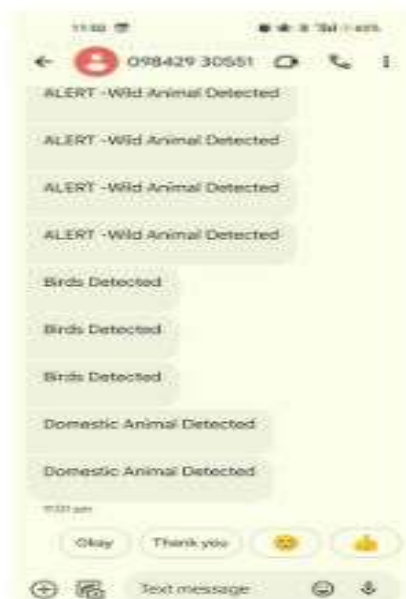 098429 30551
ALERT -Wild Animal Detected
ALERT -Wild Animal Detected
ALERT -Wild Animal Detected
ALERT -Wild Animal Detected
Birds Detected
Birds Detected
Birds Detected
Domestic Animal Detected
Domestic Animal Detected
Okay
Thank you
Text message